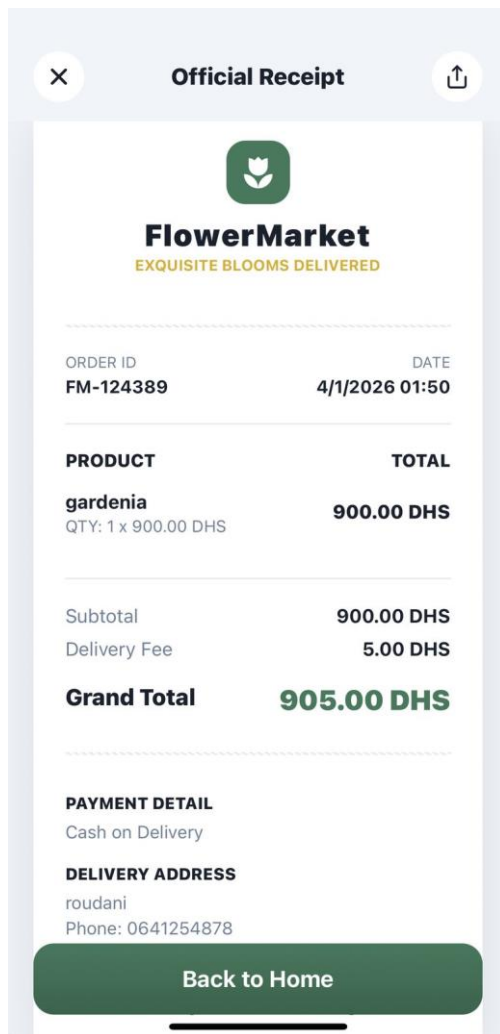 Official Receipt
FlowerMarket
EXQUISITE BLOOMS DELIVERED
ORDER ID DATE
FM-124389 4/1/2026 01:50
PRODUCT TOTAL
gardenia 900.00 DHS
QTY: 1 x 900.00 DHS
Subtotal 900.00 DHS
Delivery Fee 5.00 DHS
Grand Total 905.00 DHS
PAYMENT DETAIL
Cash on Delivery
DELIVERY ADDRESS
roudani
Phone: 0641254878
Back to Home